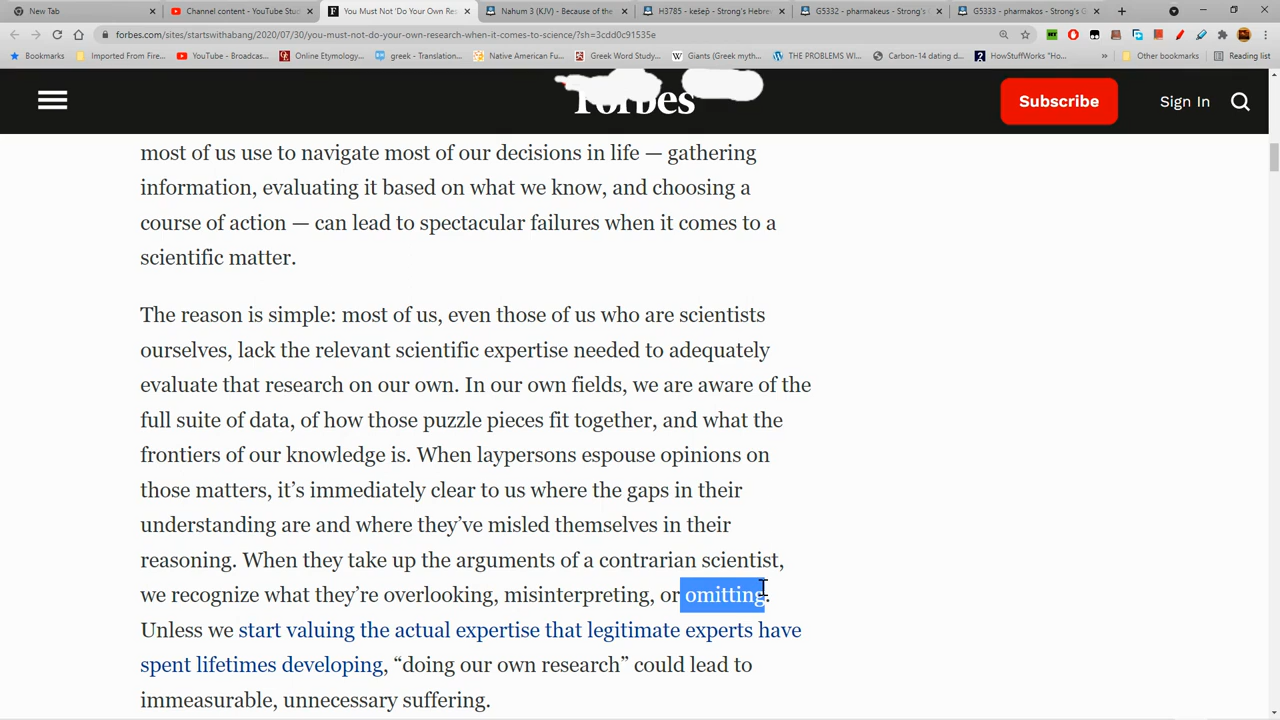 New Tab
Channel content - YouTube Stud
You Must Not 'Do Your Own Res
Nahum 3 (KJV) - Because of the
H3785 - kešep̄ - Strong's Hebrew
G5332 - pharmakeus - Strong's G
G5333 - pharmakos - Strong's G
forbes.com/sites/startswithabang/2020/07/30/you-must-not-do-your-own-research-when-it-comes-to-science/?sh=3cdd0c91535e
Bookmarks
Imported From Fire...
YouTube - Broadcas...
Online Etymology...
greek - Translation...
Native American Fu...
Greek Word Study...
Giants (Greek myth...
THE PROBLEMS WI...
Carbon-14 dating d...
HowStuffWorks "Ho...
Other bookmarks
Reading list
Forbes
Subscribe
Sign In
most of us use to navigate most of our decisions in life — gathering
information, evaluating it based on what we know, and choosing a
course of action — can lead to spectacular failures when it comes to a
scientific matter.
The reason is simple: most of us, even those of us who are scientists
ourselves, lack the relevant scientific expertise needed to adequately
evaluate that research on our own. In our own fields, we are aware of the
full suite of data, of how those puzzle pieces fit together, and what the
frontiers of our knowledge is. When laypersons espouse opinions on
those matters, it's immediately clear to us where the gaps in their
understanding are and where they've misled themselves in their
reasoning. When they take up the arguments of a contrarian scientist,
we recognize what they're overlooking, misinterpreting, or omitting.
Unless we start valuing the actual expertise that legitimate experts have
spent lifetimes developing, “doing our own research” could lead to
immeasurable, unnecessary suffering.